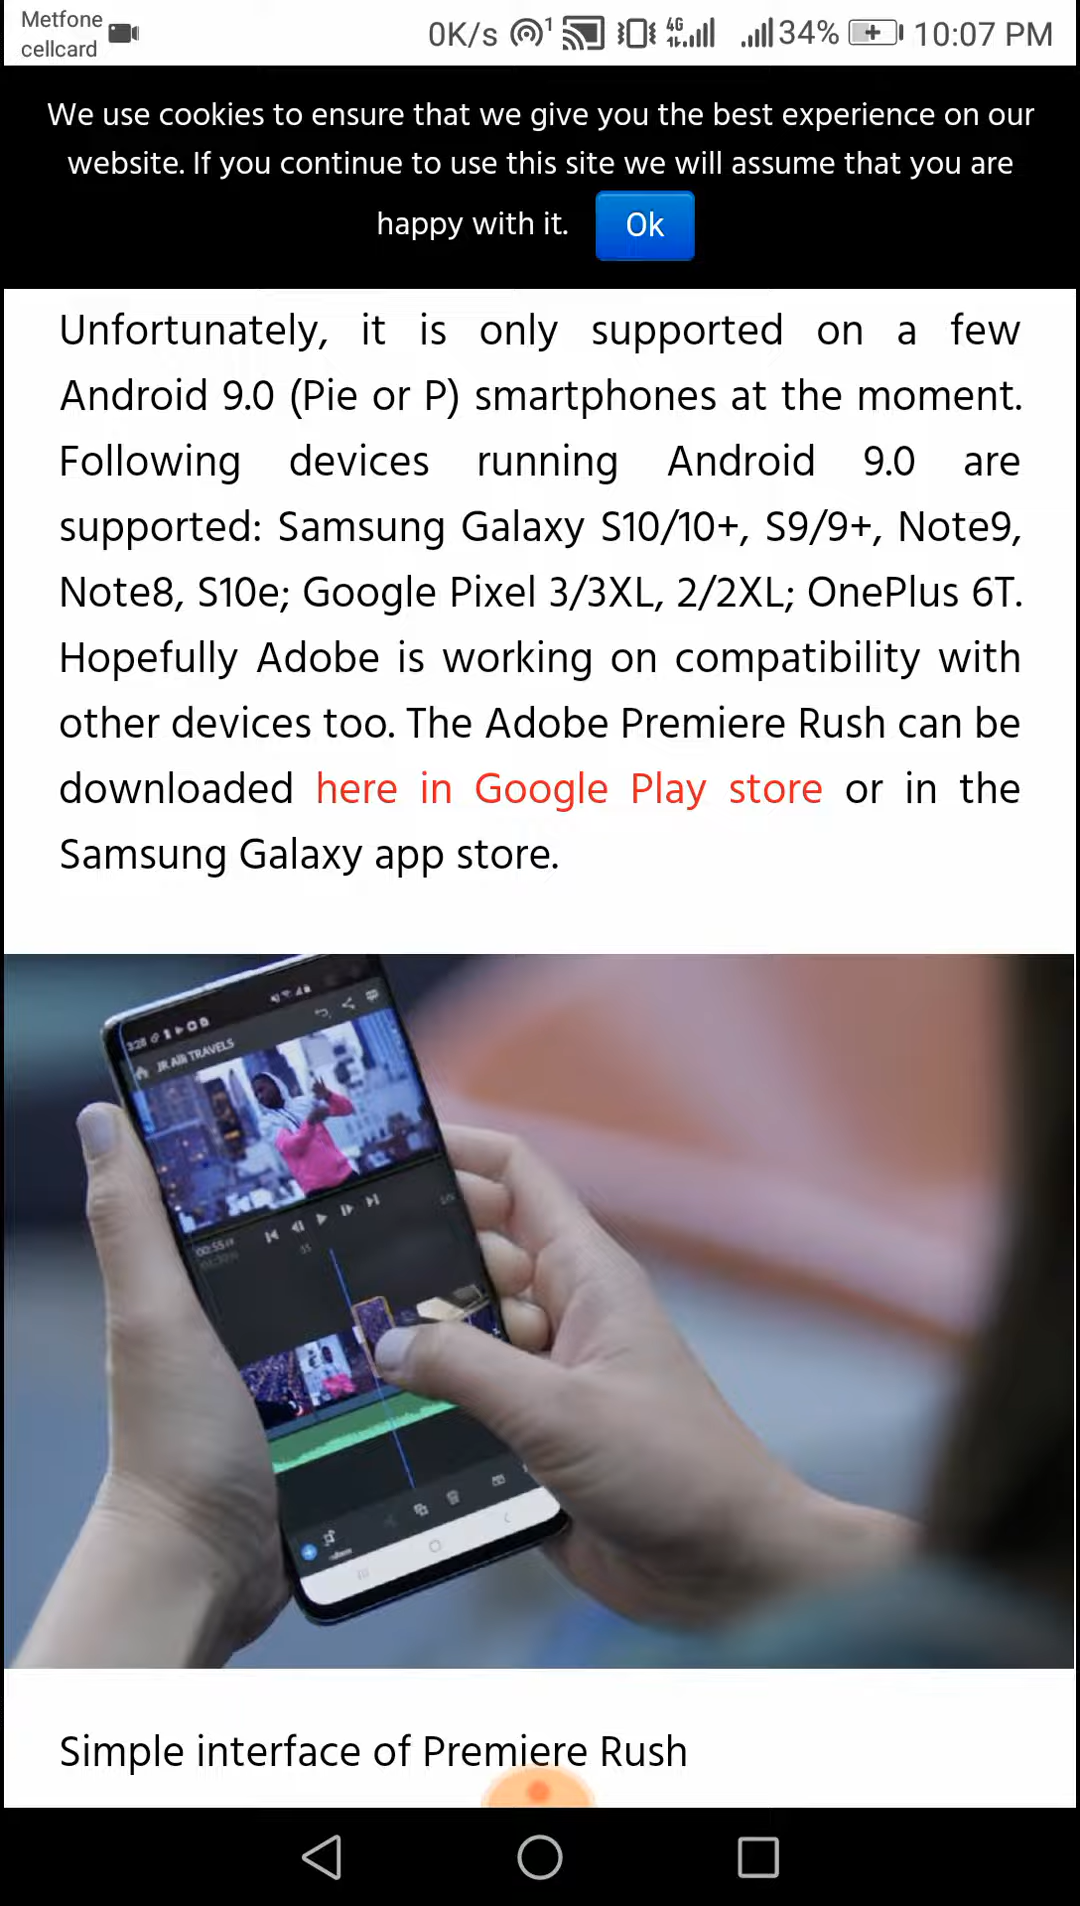 Metfone
cellcard
0K/s 1 4G 34% 10:07 PM
We use cookies to ensure that we give you the best experience on our
website. If you continue to use this site we will assume that you are
happy with it. Ok
Unfortunately, it is only supported on a few
Android 9.0 (Pie or P) smartphones at the moment.
Following devices running Android 9.0 are
supported: Samsung Galaxy S10/10+, S9/9+, Note9,
Note8, S10e; Google Pixel 3/3XL, 2/2XL; OnePlus 6T.
Hopefully Adobe is working on compatibility with
other devices too. The Adobe Premiere Rush can be
downloaded here in Google Play store or in the
Samsung Galaxy app store.
3:28
JR Alli TRAVELS
Simple interface of Premiere Rush